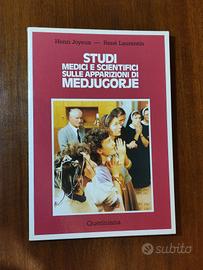 Henri Joyeux — René Laurentin
STUDI
MEDICI E SCIENTIFICI
SULLE APPARIZIONI DI
MEDJUGORJE
Queriniana
subito